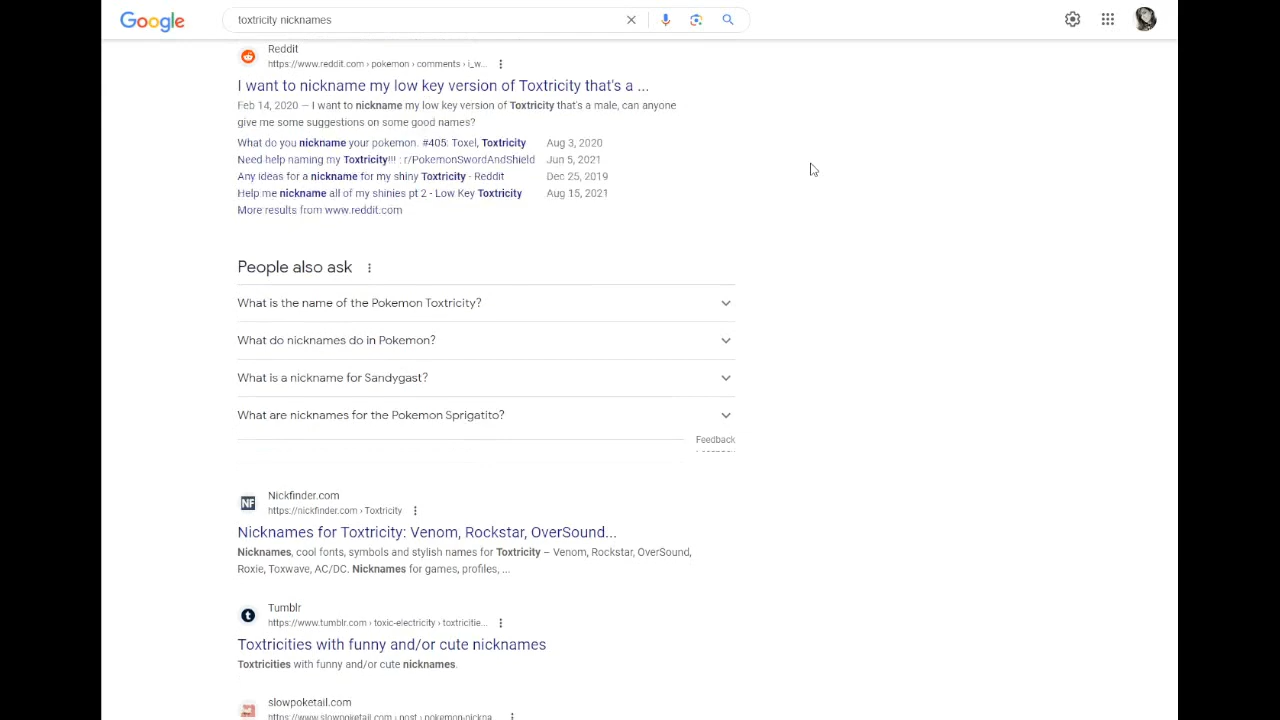 Google
toxtricity nicknames
Reddit
https://www.reddit.com › pokemon › comments › i_w...
I want to nickname my low key version of Toxtricity that's a ...
Feb 14, 2020 — I want to nickname my low key version of Toxtricity that's a male, can anyone
give me some suggestions on some good names?
What do you nickname your pokemon. #405: Toxel, Toxtricity Aug 3, 2020
Need help naming my Toxtricity!!! : r/PokemonSwordAndShield Jun 5, 2021
Any ideas for a nickname for my shiny Toxtricity - Reddit Dec 25, 2019
Help me nickname all of my shinies pt 2 - Low Key Toxtricity Aug 15, 2021
More results from www.reddit.com
People also ask
What is the name of the Pokemon Toxtricity?
What do nicknames do in Pokemon?
What is a nickname for Sandygast?
What are nicknames for the Pokemon Sprigatito?
Feedback
NF
Nickfinder.com
https://nickfinder.com › Toxtricity
Nicknames for Toxtricity: Venom, Rockstar, OverSound...
Nicknames, cool fonts, symbols and stylish names for Toxtricity – Venom, Rockstar, OverSound,
Roxie, Toxwave, AC/DC. Nicknames for games, profiles, ...
Tumblr
https://www.tumblr.com › toxic-electricity › toxtricitie...
Toxtricities with funny and/or cute nicknames
Toxtricities with funny and/or cute nicknames.
slowpoketail.com
https://www.slowpoketail.com › post › pokemon-nickna...